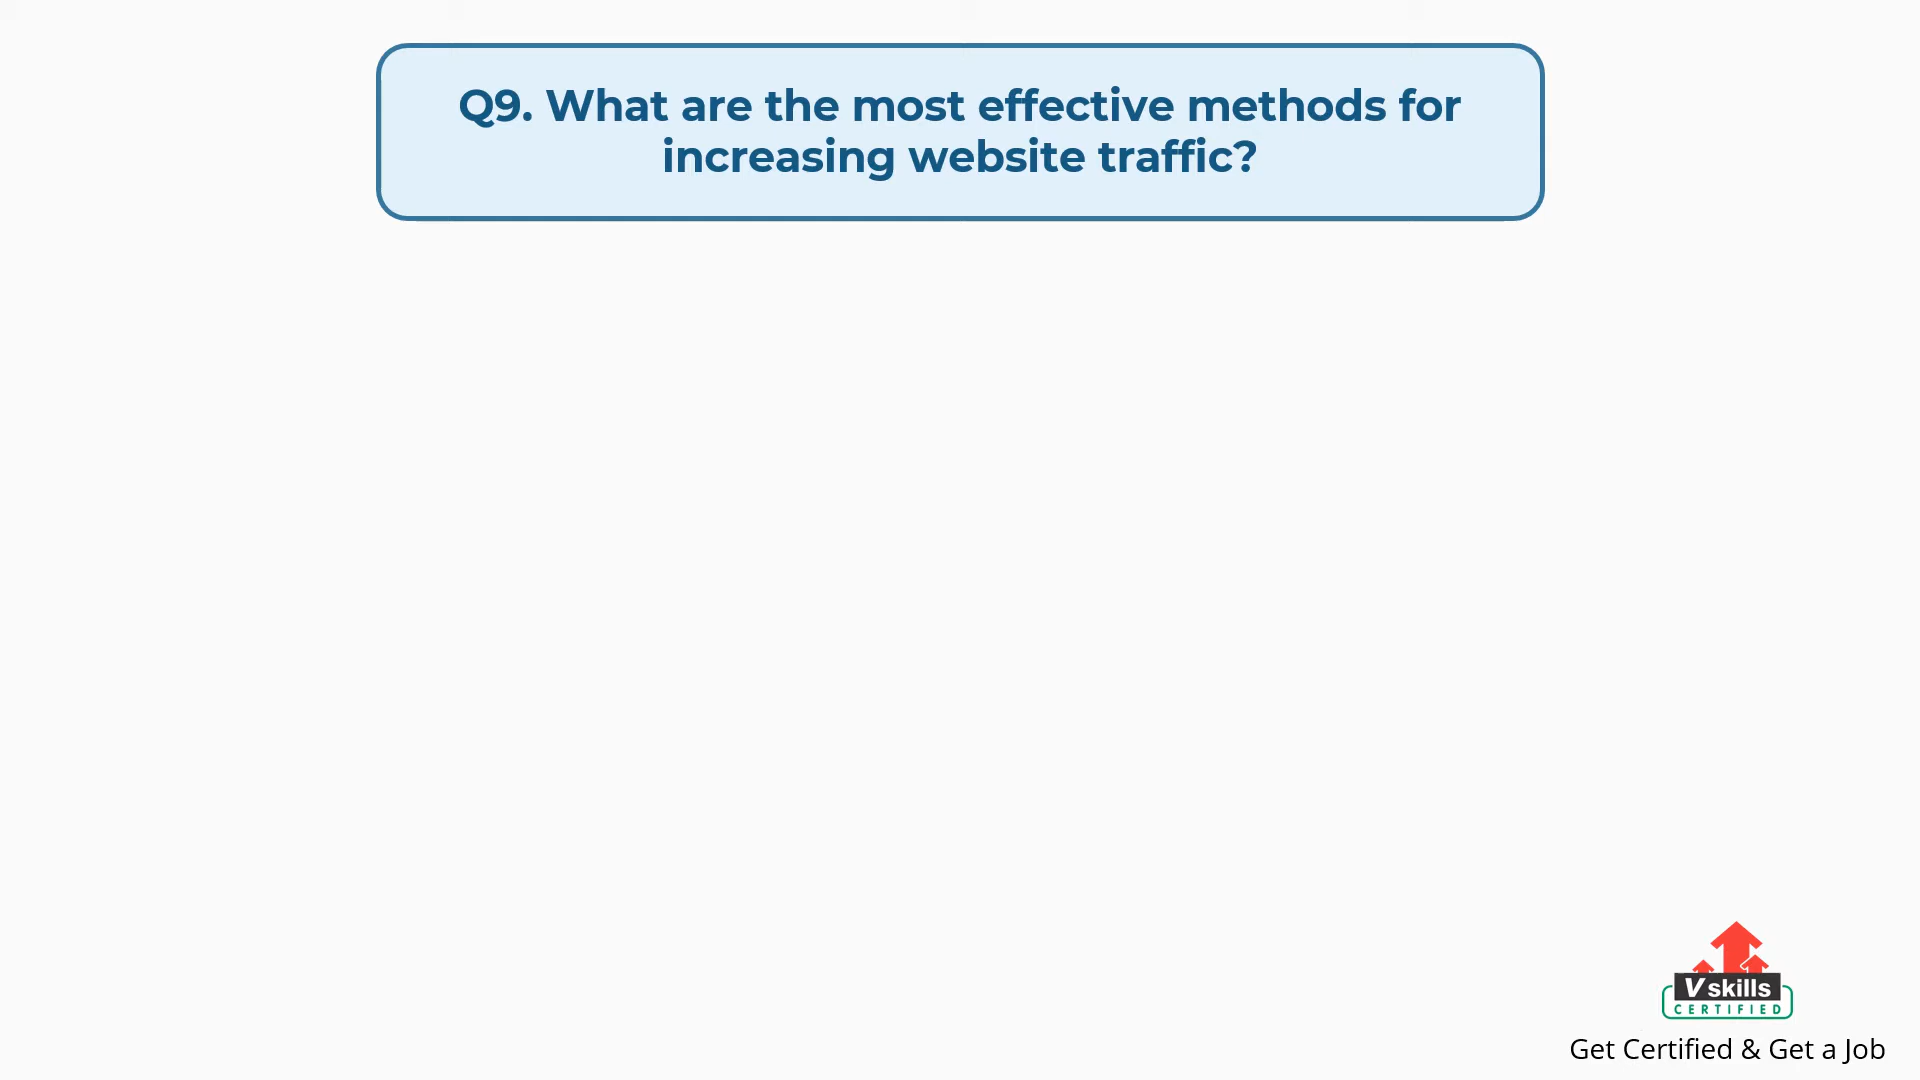 Q9. What are the most effective methods for
increasing website traffic?
Vskills
CERTIFIED
Get Certified & Get a Job